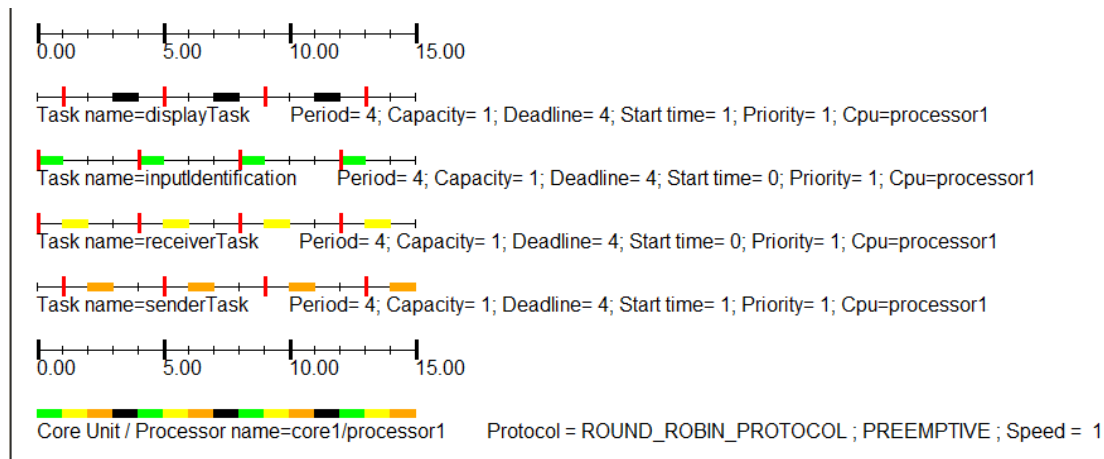 0.00 5.00 10.00 15.00
Task name=displayTask Period= 4; Capacity= 1; Deadline= 4; Start time= 1; Priority= 1; Cpu=processor1
Task name=inputIdentification Period= 4; Capacity= 1; Deadline= 4; Start time= 0; Priority= 1; Cpu=processor1
Task name=receiverTask Period= 4; Capacity= 1; Deadline= 4; Start time= 0; Priority= 1; Cpu=processor1
Task name=senderTask Period= 4; Capacity= 1; Deadline= 4; Start time= 1; Priority= 1; Cpu=processor1
0.00 5.00 10.00 15.00
Core Unit / Processor name=core1/processor1 Protocol = ROUND_ROBIN_PROTOCOL ; PREEMPTIVE ; Speed = 1